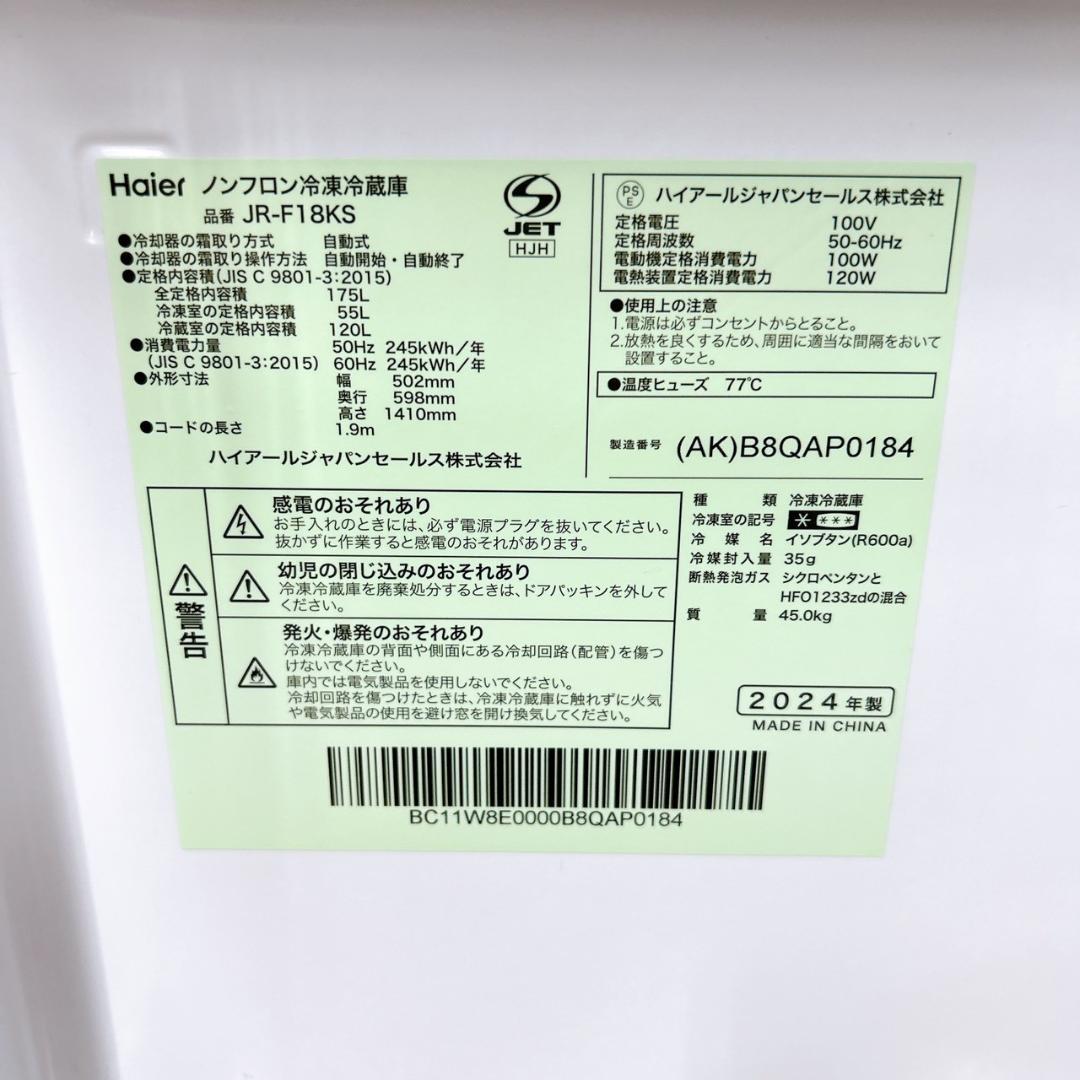 Haier ノンフロン冷凍冷蔵庫
品番 JR-F18KS
●冷却器の霜取り方式 自動式
●冷却器の霜取り操作方法 自動開始・自動終了
●定格内容積(JIS C 9801-3:2015)
全定格内容積 175L
冷凍室の定格内容積 55L
冷蔵室の定格内容積 120L
●消費電力量 50Hz 245kWh/年
(JIS C 9801-3:2015) 60Hz 245kWh/年
●外形寸法 幅 502mm
奥行 598mm
高さ 1410mm
●コードの長さ 1.9m
ハイアールジャパンセールス株式会社
S
JET
HJH
PS
E
ハイアールジャパンセールス株式会社
定格電圧 100V
定格周波数 50-60Hz
電動機定格消費電力 100W
電熱装置定格消費電力 120W
●使用上の注意
1.電源は必ずコンセントからとること。
2.放熱を良くするため、周囲に適当な間隔をおいて
設置すること。
●温度ヒューズ 77℃
製造番号 (AK)B8QAP0184
警告
感電のおそれあり
お手入れのときには、必ず電源プラグを抜いてください。
抜かずに作業すると感電のおそれがあります。
幼児の閉じ込みのおそれあり
冷凍冷蔵庫を廃棄処分するときは、ドアパッキンを外して
ください。
発火・爆発のおそれあり
冷凍冷蔵庫の背面や側面にある冷却回路(配管)を傷つ
けないでください。
庫内では電気製品を使用しないでください。
冷却回路を傷つけたときは、冷凍冷蔵庫に触れずに火気
や電気製品の使用を避け窓を開け換気してください。
種類 冷凍冷蔵庫
冷凍室の記号 * ***
冷媒名 イソブタン(R600a)
冷媒封入量 35g
断熱発泡ガス シクロペンタンと
HFO1233zdの混合
質量 45.0kg
2024年製
MADE IN CHINA
BC11W8E0000B8QAP0184